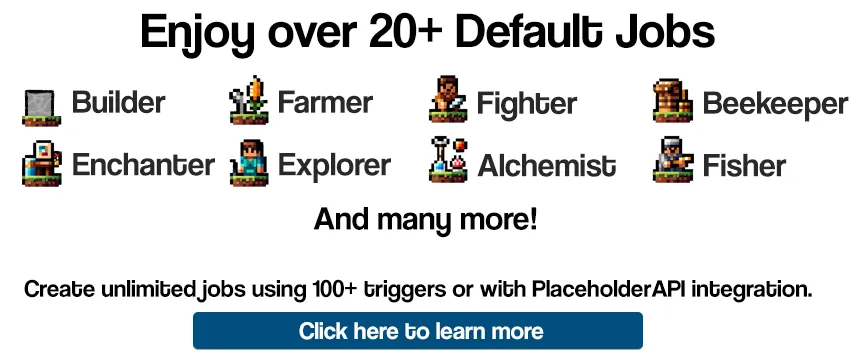 Enjoy over 20+ Default Jobs
Builder Farmer Fighter Beekeeper
Enchanter Explorer Alchemist Fisher
And many more!
Create unlimited jobs using 100+ triggers or with PlaceholderAPI integration.
Click here to learn more